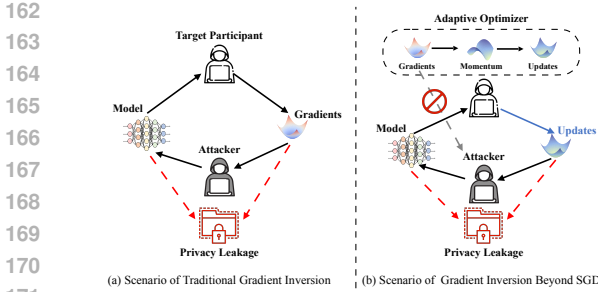 162
163
164
165
166
167
168
169
170
Target Participant
Model
Gradients
Attacker
Privacy Leakage
(a) Scenario of Traditional Gradient Inversion
Adaptive Optimizer
Gradients
Momentum
Updates
Model
Attacker
Updates
Privacy Leakage
(b) Scenario of Gradient Inversion Beyond SGD